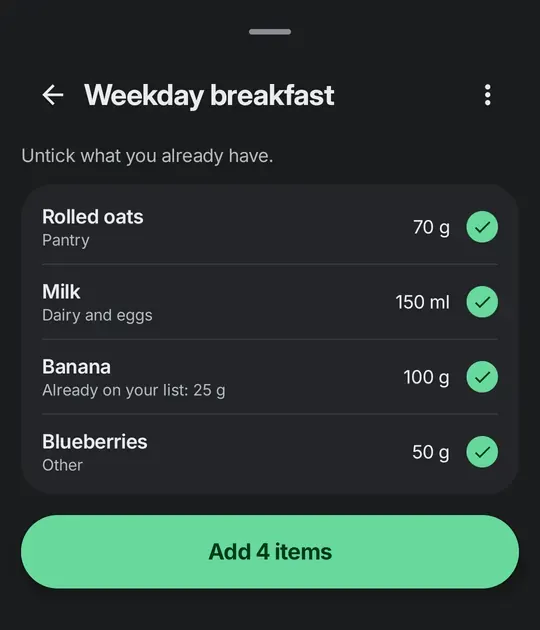 Weekday breakfast
Untick what you already have.
Rolled oats
Pantry
70 g
Milk
Dairy and eggs
150 ml
Banana
Already on your list: 25 g
100 g
Blueberries
Other
50 g
Add 4 items